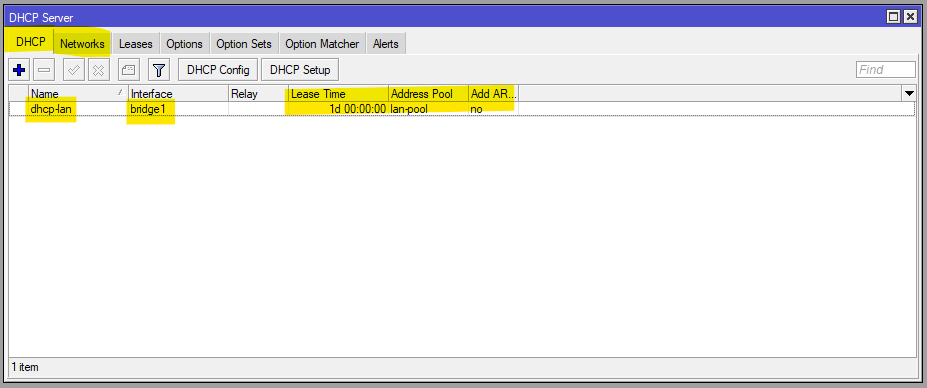 DHCP Server
DHCP Networks Leases Options Option Sets Option Matcher Alerts
DHCP Config DHCP Setup Find
Name Interface Relay Lease Time Address Pool Add AR...
dhcp-lan bridge1 1d 00:00:00 lan-pool no
1 item